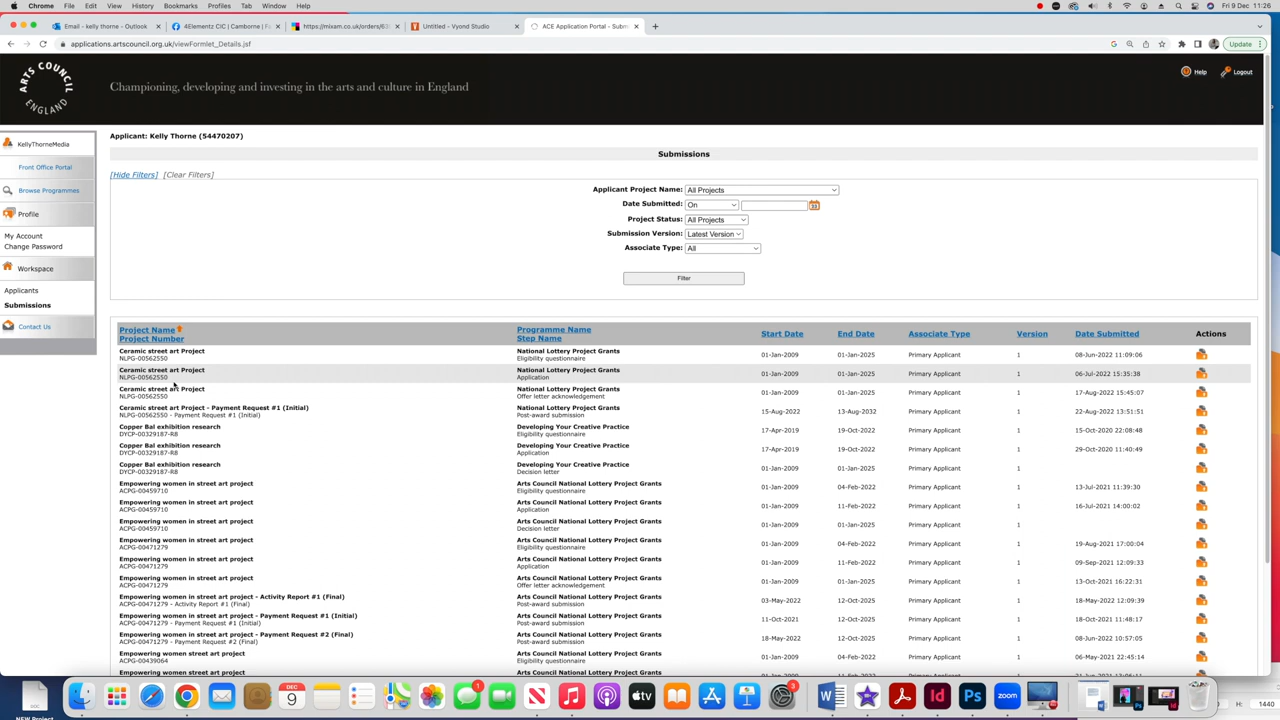 Chrome File Edit View History Bookmarks Profiles Tab Window Help Fri 9 Dec 11:26
Email - kelly thorne - Outlook
4Elementz CIC | Camborne | Fa
https://mixam.co.uk/orders/63
Untitled - Vyond Studio
ACE Application Portal - Subm
applications.artscouncil.org.uk/viewFormlet_Details.jsf
Update
ARTS COUNCIL ENGLAND
Championing, developing and investing in the arts and culture in England
Help Logout
KellyThorneMedia
Front Office Portal
Browse Programmes
Profile
My Account
Change Password
Workspace
Applicants
Submissions
Contact Us
Applicant: Kelly Thorne (54470207)
Submissions
[Hide Filters] [Clear Filters]
Applicant Project Name: All Projects
Date Submitted: On
Project Status: All Projects
Submission Version: Latest Version
Associate Type: All
Filter
Project Name Programme Name
Project Number Step Name Start Date End Date Associate Type Version Date Submitted Actions
Ceramic street art Project National Lottery Project Grants
NLPG-00562550 Eligibility questionnaire 01-Jan-2009 01-Jan-2025 Primary Applicant 1 08-Jun-2022 11:09:06
Ceramic street art Project National Lottery Project Grants
NLPG-00562550 Application 01-Jan-2009 01-Jan-2025 Primary Applicant 1 06-Jul-2022 15:35:38
Ceramic street art Project National Lottery Project Grants
NLPG-00562550 Offer letter acknowledgement 01-Jan-2009 01-Jan-2025 Primary Applicant 1 17-Aug-2022 15:45:07
Ceramic street art Project - Payment Request #1 (Initial) National Lottery Project Grants
NLPG-00562550 - Payment Request #1 (Initial) Post-award submission 15-Aug-2022 13-Aug-2032 Primary Applicant 1 22-Aug-2022 13:51:51
Copper Bal exhibition research Developing Your Creative Practice
DYCP-00329187-R8 Eligibility questionnaire 17-Apr-2019 19-Oct-2022 Primary Applicant 1 15-Oct-2020 22:08:48
Copper Bal exhibition research Developing Your Creative Practice
DYCP-00329187-R8 Application 17-Apr-2019 19-Oct-2022 Primary Applicant 1 29-Oct-2020 11:40:49
Copper Bal exhibition research Developing Your Creative Practice
DYCP-00329187-R8 Decision letter 01-Jan-2009 01-Jan-2025 Primary Applicant 1
Empowering women in street art project Arts Council National Lottery Project Grants
ACPG-00459710 Eligibility questionnaire 01-Jan-2009 04-Feb-2022 Primary Applicant 1 13-Jul-2021 11:39:30
Empowering women in street art project Arts Council National Lottery Project Grants
ACPG-00459710 Application 01-Jan-2009 11-Feb-2022 Primary Applicant 1 16-Jul-2021 14:00:02
Empowering women in street art project Arts Council National Lottery Project Grants
ACPG-00459710 Decision letter 01-Jan-2009 01-Jan-2025 Primary Applicant 1
Empowering women in street art project Arts Council National Lottery Project Grants
ACPG-00471279 Eligibility questionnaire 01-Jan-2009 04-Feb-2022 Primary Applicant 1 19-Aug-2021 17:00:04
Empowering women in street art project Arts Council National Lottery Project Grants
ACPG-00471279 Application 01-Jan-2009 11-Feb-2022 Primary Applicant 1 09-Sep-2021 12:09:33
Empowering women in street art project Arts Council National Lottery Project Grants
ACPG-00471279 Offer letter acknowledgement 01-Jan-2009 01-Jan-2025 Primary Applicant 1 13-Oct-2021 16:22:31
Empowering women in street art project - Activity Report #1 (Final) Arts Council National Lottery Project Grants
ACPG-00471279 - Activity Report #1 (Final) Post-award submission 03-May-2022 12-Oct-2025 Primary Applicant 1 18-May-2022 12:09:39
Empowering women in street art project - Payment Request #1 (Initial) Arts Council National Lottery Project Grants
ACPG-00471279 - Payment Request #1 (Initial) Post-award submission 11-Oct-2021 12-Oct-2025 Primary Applicant 1 18-Oct-2021 11:48:17
Empowering women in street art project - Payment Request #2 (Final) Arts Council National Lottery Project Grants
ACPG-00471279 - Payment Request #2 (Final) Post-award submission 18-May-2022 12-Oct-2025 Primary Applicant 1 08-Jun-2022 10:57:05
Empowering women street art project Arts Council National Lottery Project Grants
ACPG-00439064 Eligibility questionnaire 01-Jan-2009 04-Feb-2022 Primary Applicant 1 06-May-2021 22:45:14
Empowering women street art project Arts Council National Lottery Project Grants
DEC 9 1 tv W Id Ps zoom 3
NEW Project H: 1440